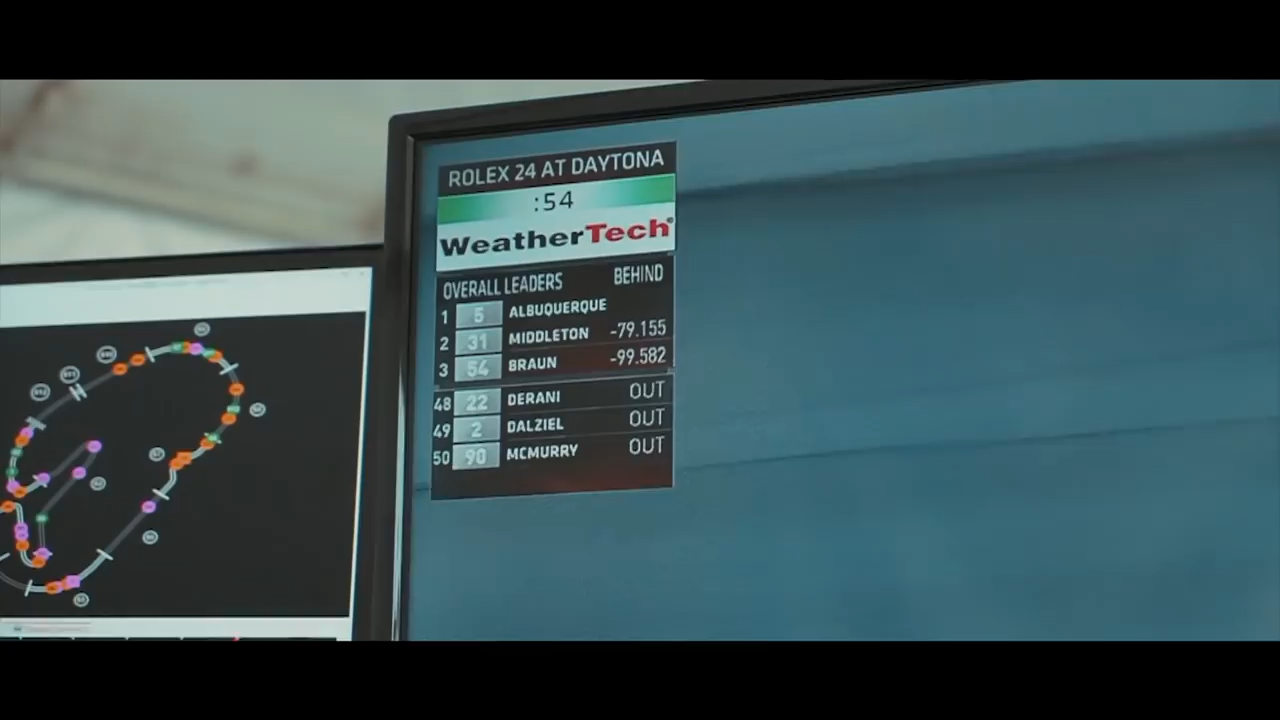 ROLEX 24 AT DAYTONA
:54
WeatherTech®
OVERALL LEADERS BEHIND
1 5 ALBUQUERQUE
2 31 MIDDLETON -79.155
3 54 BRAUN -99.582
48 22 DERANI OUT
49 2 DALZIEL OUT
50 90 MCMURRY OUT